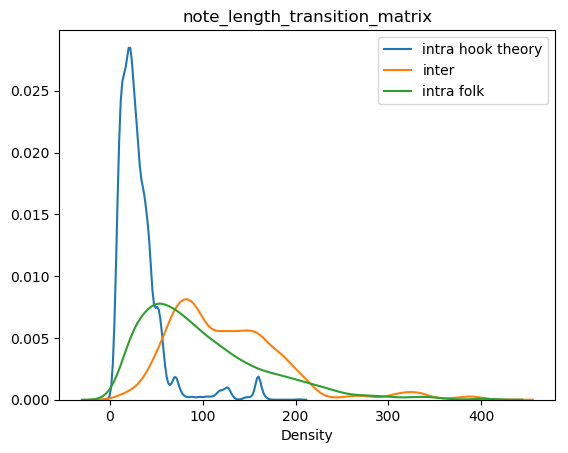 note_length_transition_matrix
intra hook theory
inter
intra folk
0.025
0.020
0.015
0.010
0.005
0.000
0
100
200
300
400
Density